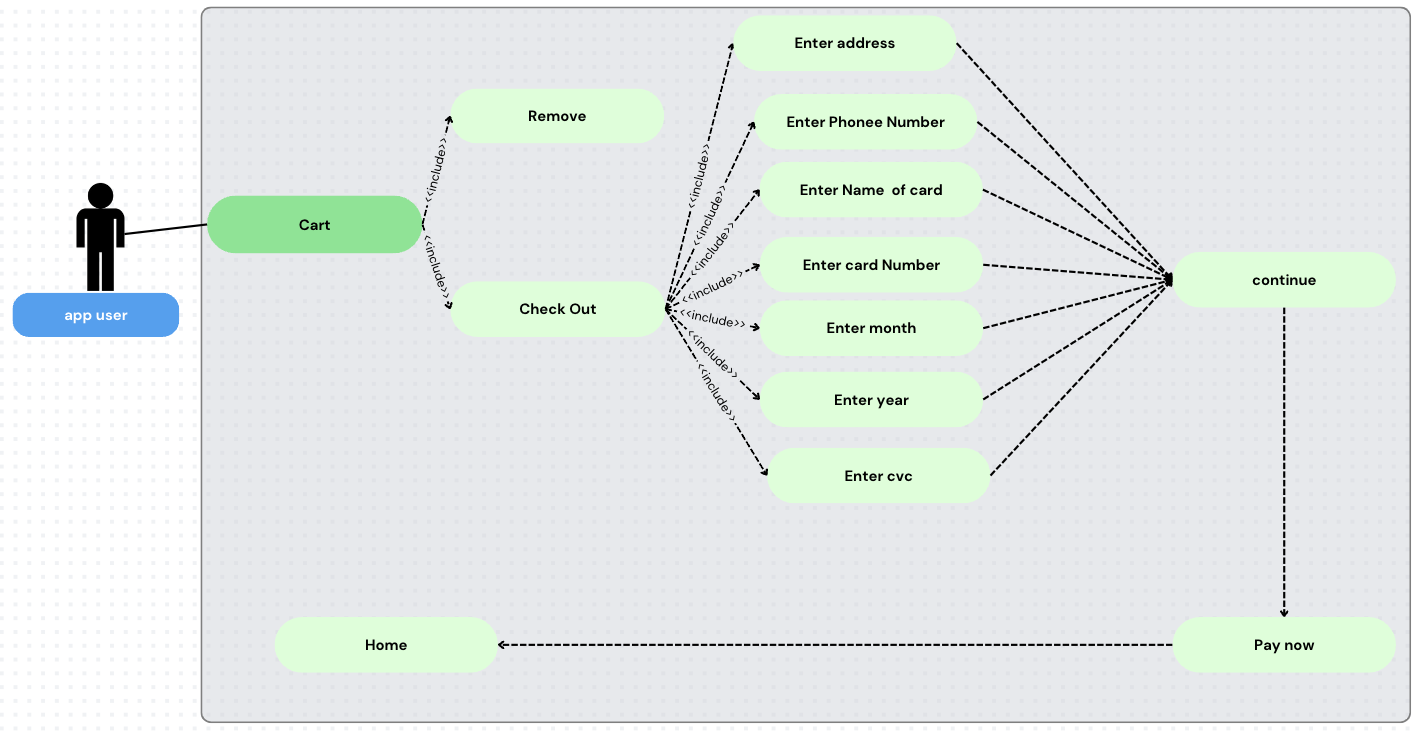 Enter address
Enter Phonee Number
Remove
Enter Name of card
Cart
Enter card Number
continue
Check Out
app user
Enter month
Enter year
Enter cvc
<<include>>
<<include>>
<<include>>
<<include>>
<<include>>
<<include>>
<<include>>
<<include>>
<<include>>
Home
Pay now